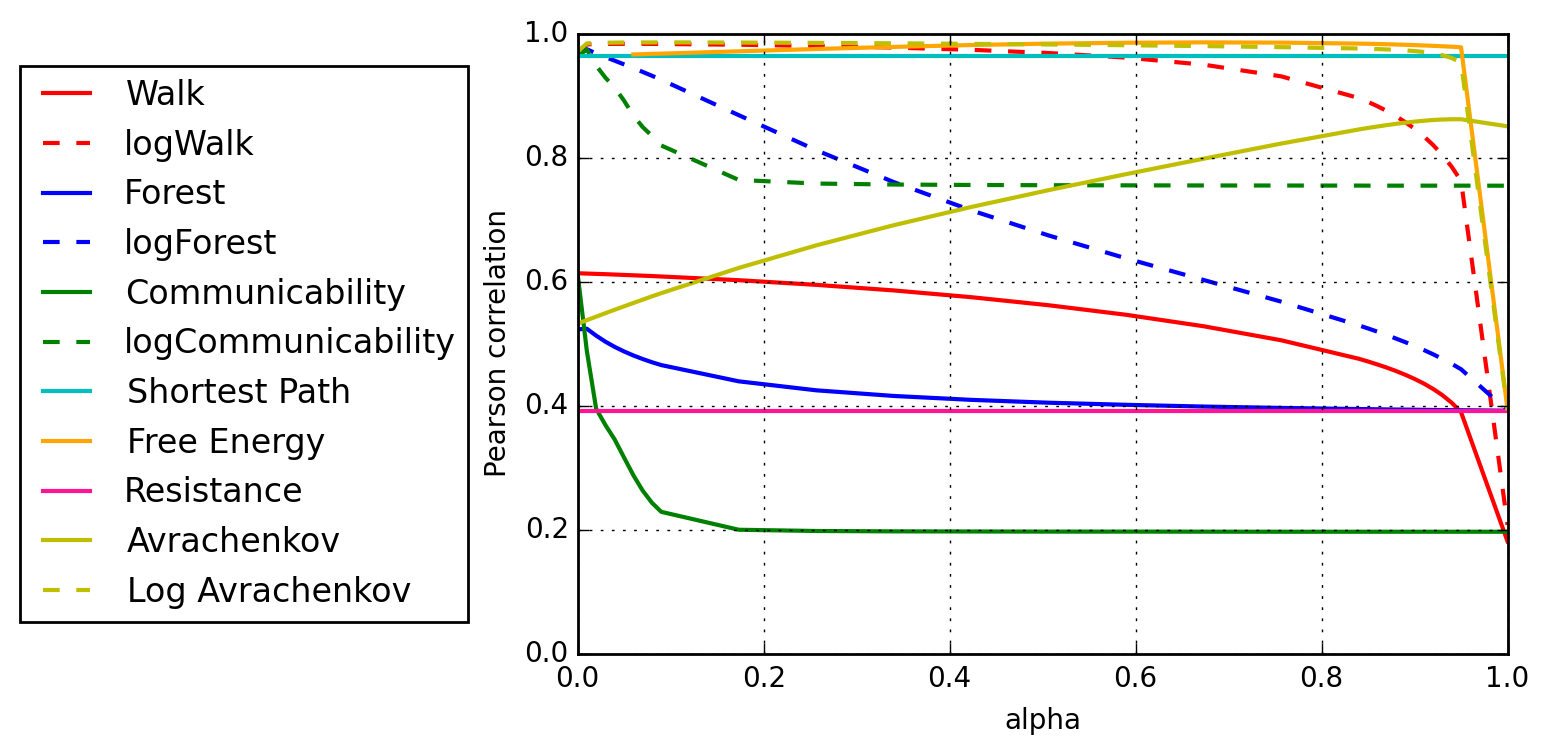 Walk
logWalk
Forest
logForest
Communicability
logCommunicability
Shortest Path
Free Energy
Resistance
Avrachenkov
Log Avrachenkov
Pearson correlation
1.0
0.8
0.6
0.4
0.2
0.0
0.0 0.2 0.4 0.6 0.8 1.0
alpha